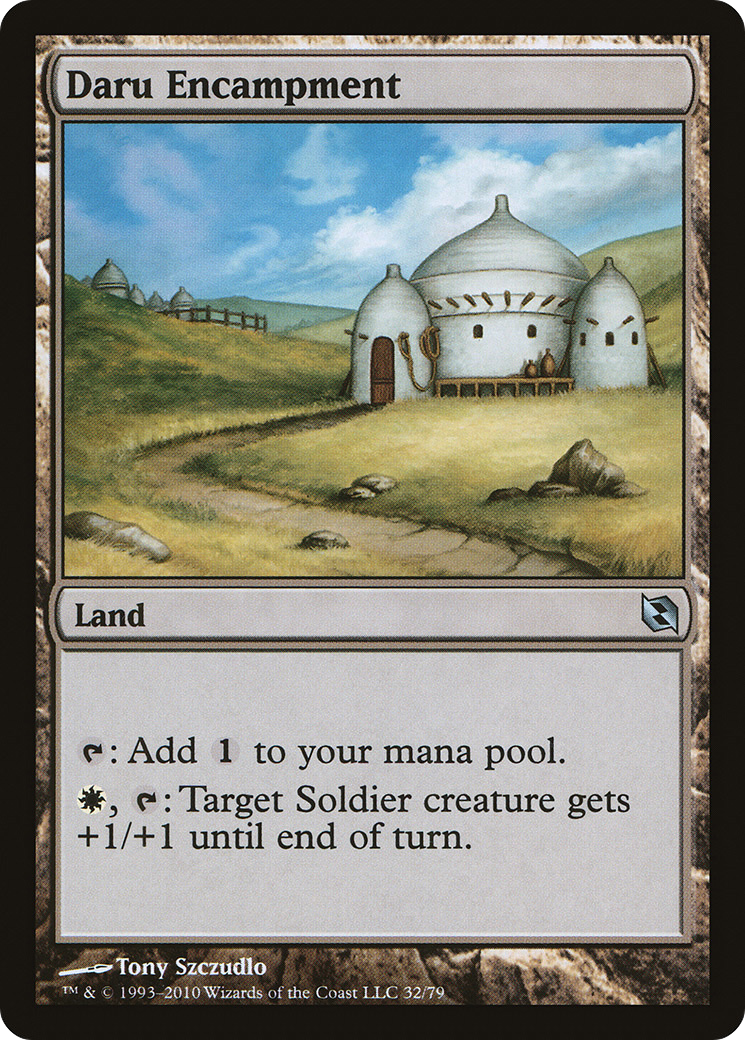 Daru Encampment
Land
: Add 1 to your mana pool.
, : Target Soldier creature gets
+1/+1 until end of turn.
Tony Szczudlo
™ & © 1993–2010 Wizards of the Coast LLC 32/79